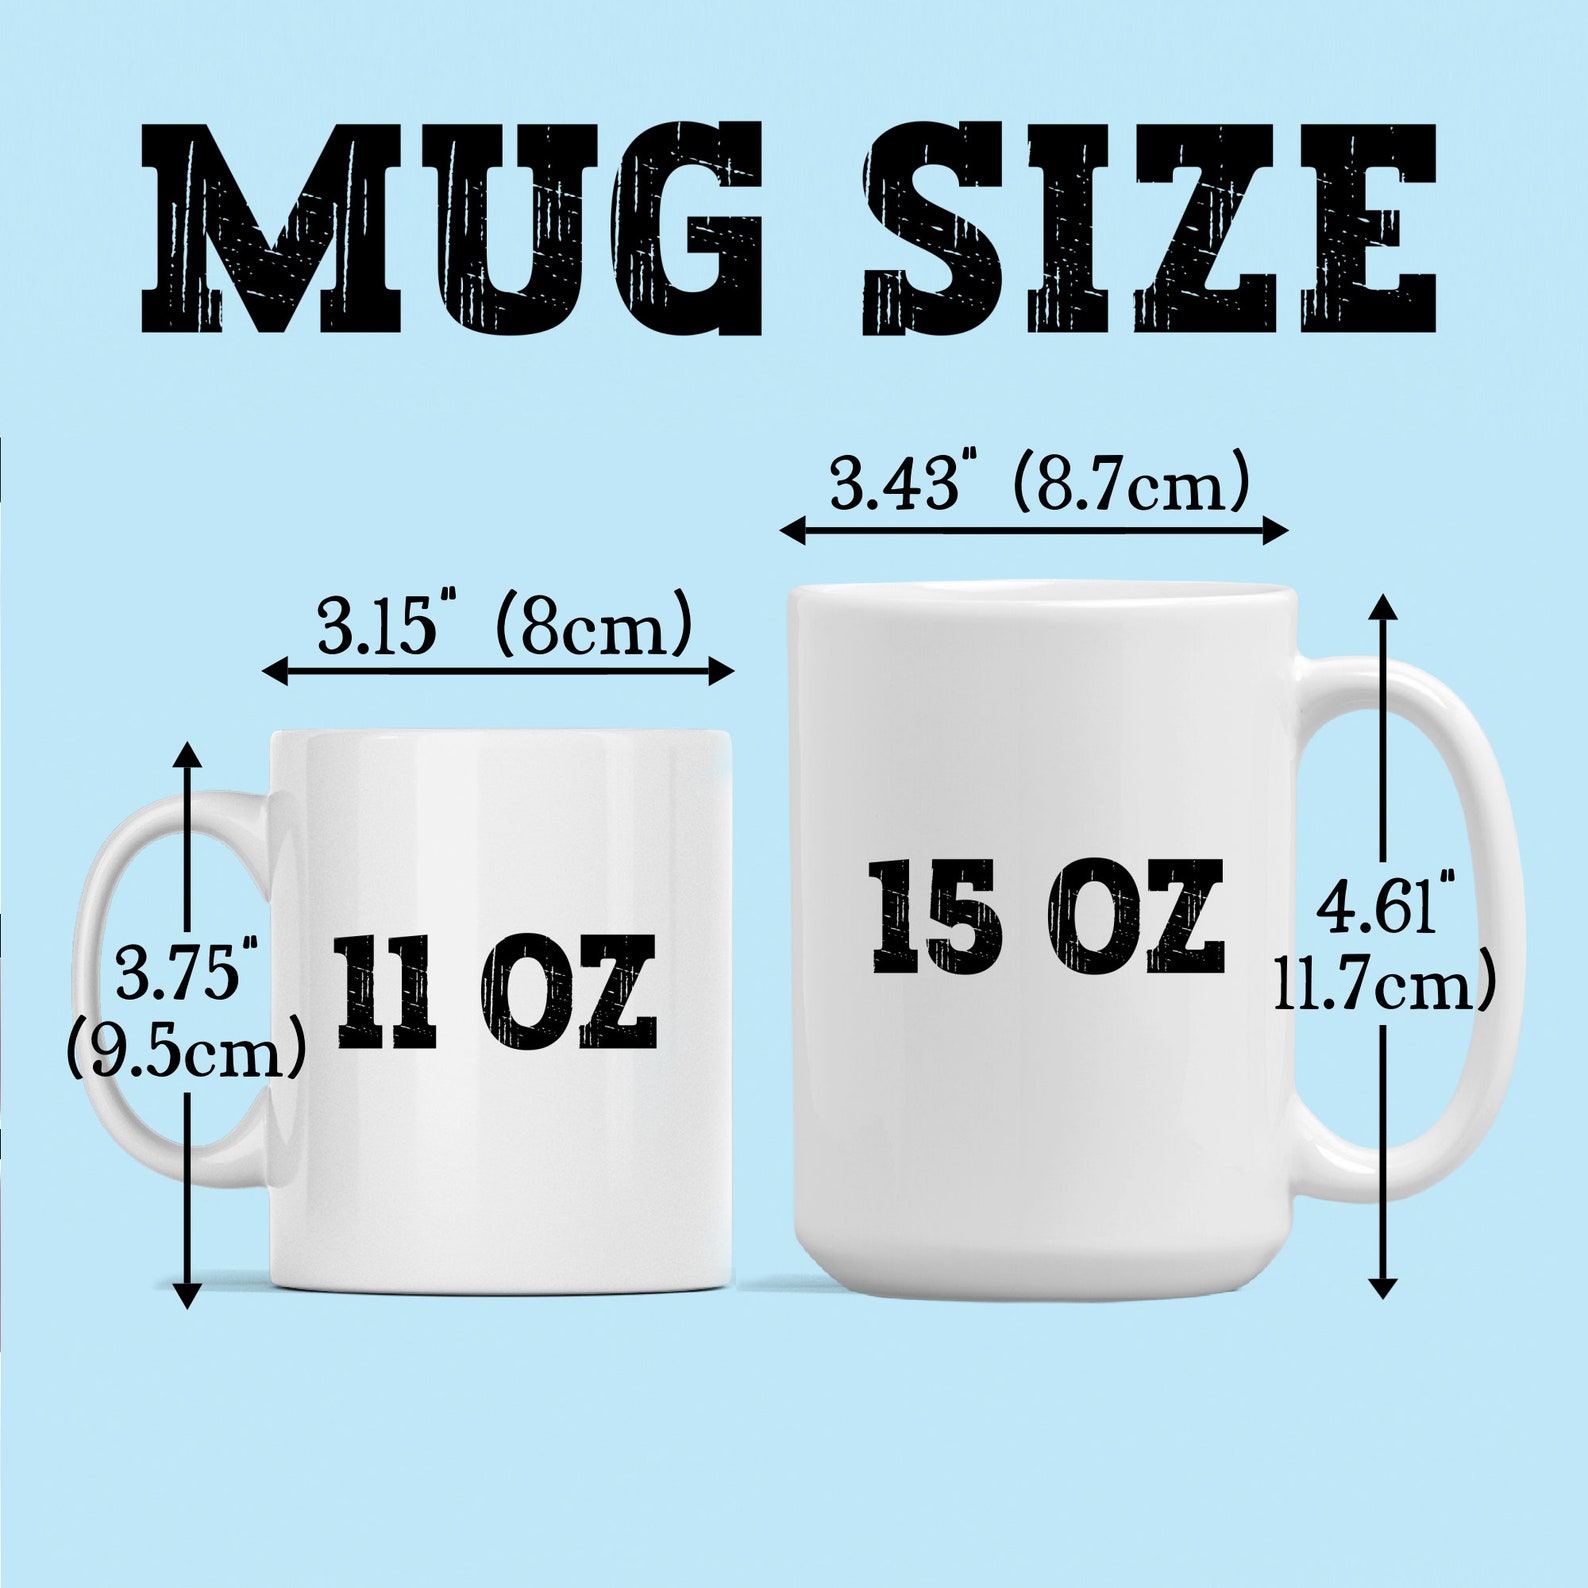 MUG SIZE
3.43" (8.7cm)
3.15" (8cm)
15 OZ
4.61"
11.7cm)
11 OZ
3.75"
(9.5cm)